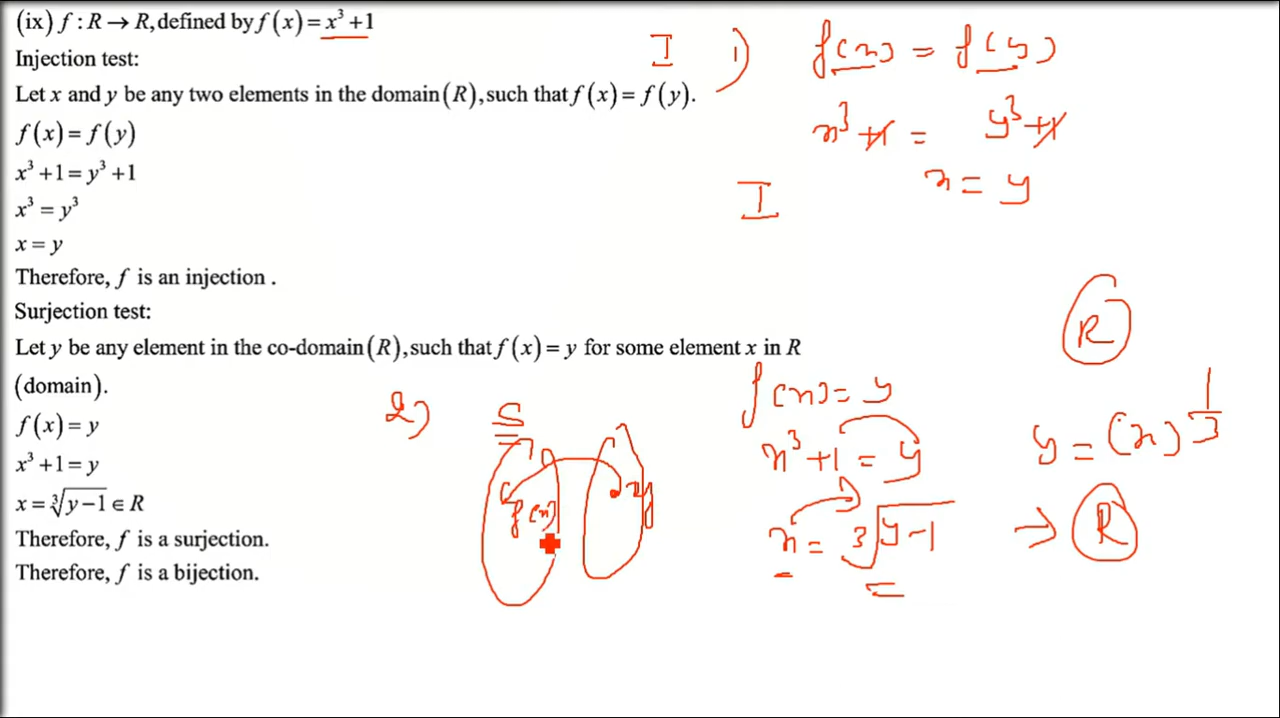 (ix) f : R → R, defined by f(x) = x³ + 1
Injection test:
Let x and y be any two elements in the domain (R), such that f(x) = f(y).
f(x) = f(y)
x³ + 1 = y³ + 1
x³ = y³
x = y
Therefore, f is an injection .
Surjection test:
Let y be any element in the co-domain (R), such that f(x) = y for some element x in R
(domain).
f(x) = y
x³ + 1 = y
x = ∛(y−1) ∈ R
Therefore, f is a surjection.
Therefore, f is a bijection.
I 1) f(x) = f(y)
x³ + 1 = y³ + 1
x = y
I
R
2) S
f(x)
f(x) = y
x³ + 1 = y
x = ∛(y−1) → R
y = (x)^(1/3)